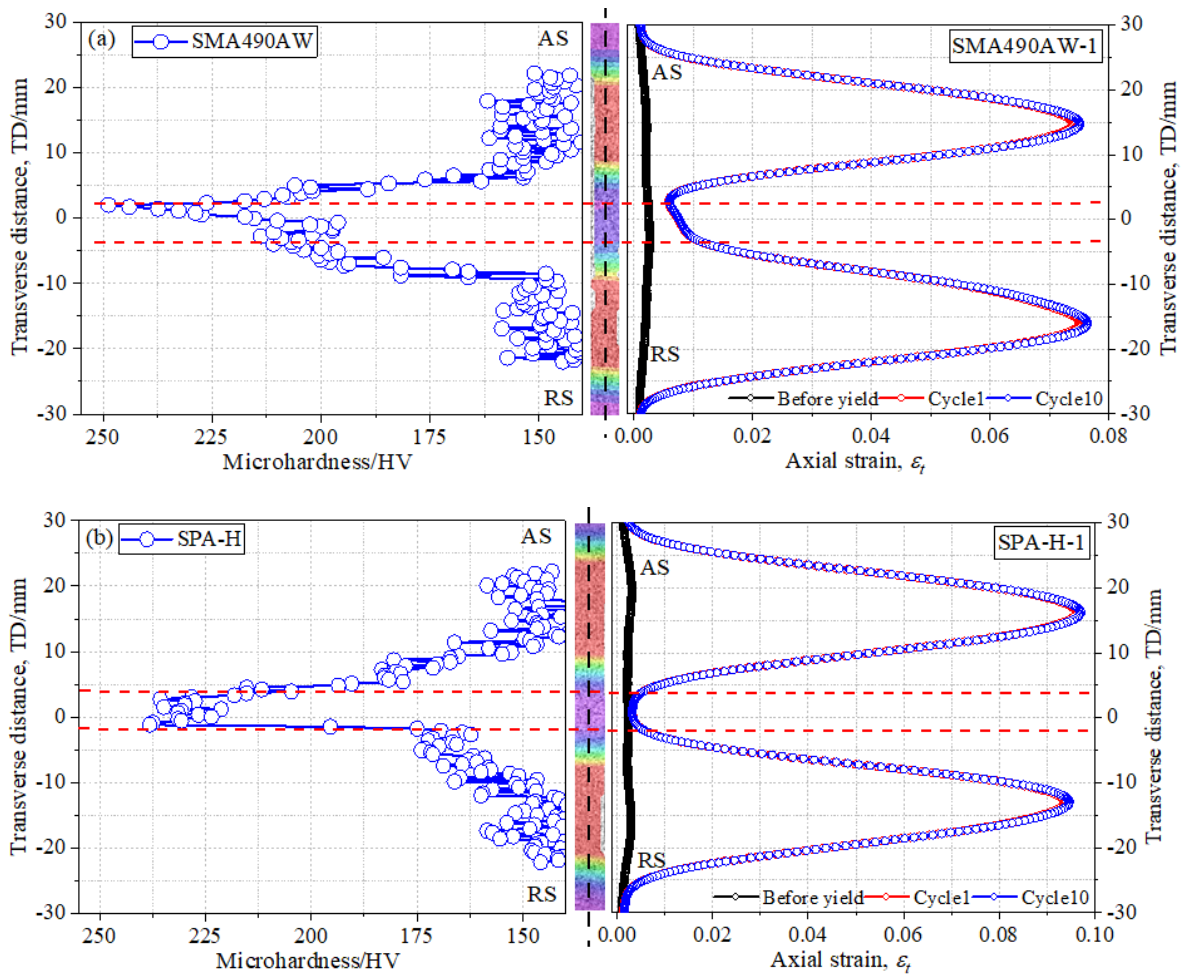 (a) SMA490AW
AS
Transverse distance, TD/mm
30
20
10
0
-10
-20
-30
RS
250 225 200 175 150
Microhardness/HV
SMA490AW-1
AS
RS
Before yield Cycle1 Cycle10
30
20
10
0
-10
-20
-30
Transverse distance, TD/mm
0.00 0.02 0.04 0.06 0.08
Axial strain, εt
(b) SPA-H
AS
Transverse distance, TD/mm
30
20
10
0
-10
-20
-30
RS
250 225 200 175 150
Microhardness/HV
SPA-H-1
AS
RS
Before yield Cycle1 Cycle10
30
20
10
0
-10
-20
-30
Transverse distance, TD/mm
0.00 0.02 0.04 0.06 0.08 0.10
Axial strain, εt